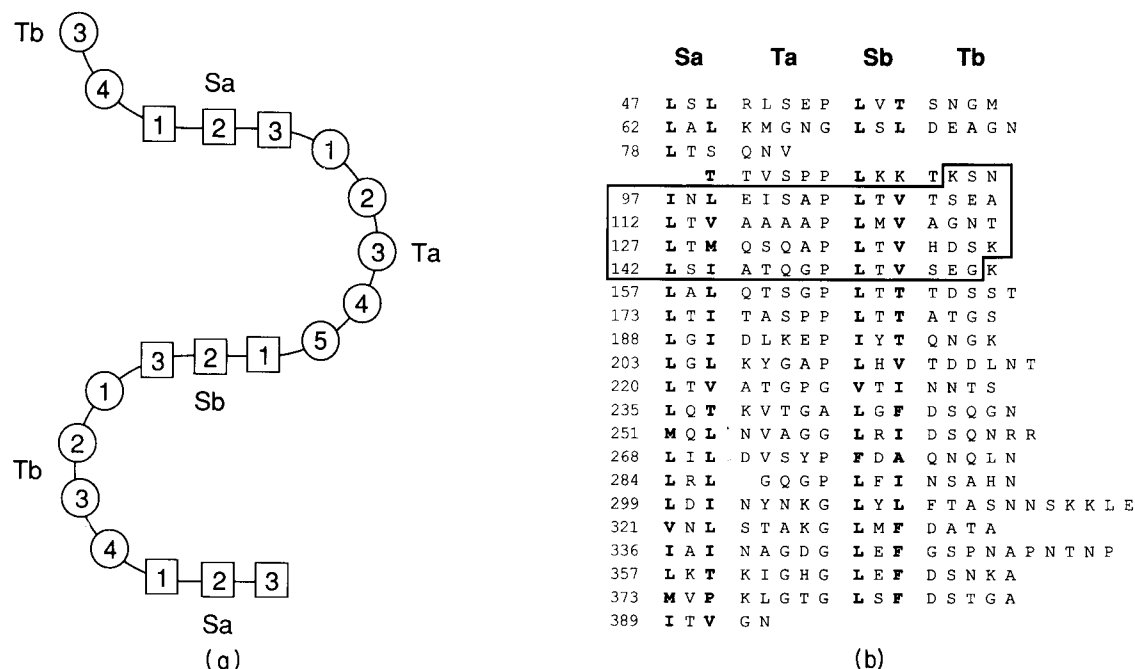 Tb 3
4
Sa
1 2 3
1
2
3 Ta
4
5
3 2 1
Sb
1
Tb 2
3
4
1 2 3
Sa
(a)
Sa Ta Sb Tb
47 L S L R L S E P L V T S N G M
62 L A L K M G N G L S L D E A G N
78 L T S Q N V
T T V S P P L K K T K S N
97 I N L E I S A P L T V T S E A
112 L T V A A A A P L M V A G N T
127 L T M Q S Q A P L T V H D S K
142 L S I A T Q G P L T V S E G K
157 L A L Q T S G P L T T T D S S T
173 L T I T A S P P L T T A T G S
188 L G I D L K E P I Y T Q N G K
203 L G L K Y G A P L H V T D D L N T
220 L T V A T G P G V T I N N T S
235 L Q T K V T G A L G F D S Q G N
251 M Q L N V A G G L R I D S Q N R R
268 L I L D V S Y P F D A Q N Q L N
284 L R L G Q G P L F I N S A H N
299 L D I N Y N K G L Y L F T A S N N S K K L E
321 V N L S T A K G L M F D A T A
336 I A I N A G D G L E F G S P N A P N T N P
357 L K T K I G H G L E F D S N K A
373 M V P K L G T G L S F D S T G A
389 I T V G N
(b)